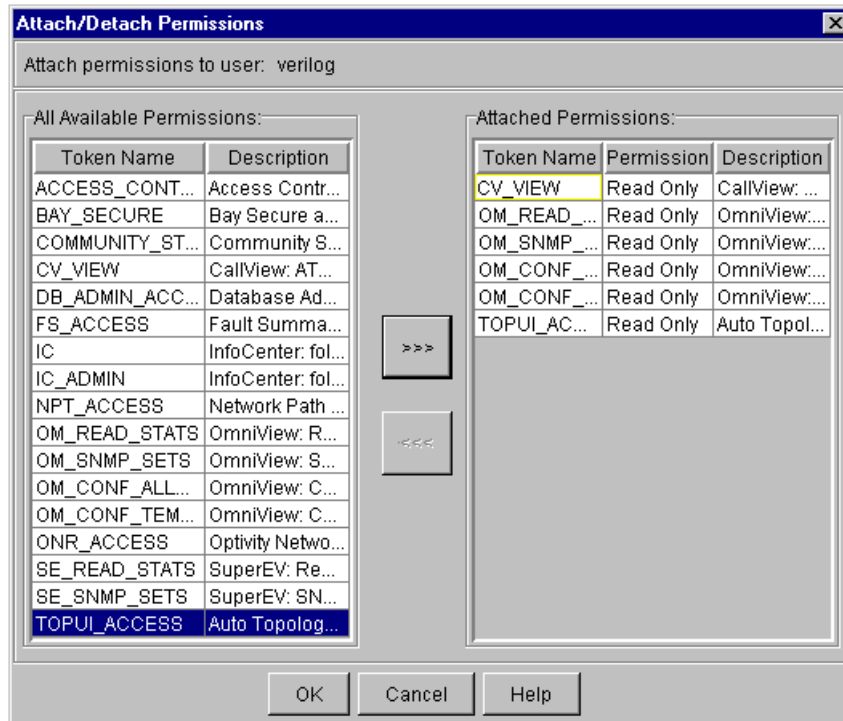 Attach/Detach Permissions
Attach permissions to user: verilog
All Available Permissions:
Token Name Description
ACCESS_CONT... Access Contr...
BAY_SECURE Bay Secure a...
COMMUNITY_ST... Community S...
CV_VIEW CallView: AT...
DB_ADMIN_ACC... Database Ad...
FS_ACCESS Fault Summa...
IC InfoCenter: fol...
IC_ADMIN InfoCenter: fol...
NPT_ACCESS Network Path ...
OM_READ_STATS OmniView: R...
OM_SNMP_SETS OmniView: S...
OM_CONF_ALL... OmniView: C...
OM_CONF_TEM... OmniView: C...
ONR_ACCESS Optivity Netwo...
SE_READ_STATS SuperEV: Re...
SE_SNMP_SETS SuperEV: SN...
TOPUI_ACCESS Auto Topolog...
>>>
<<<
Attached Permissions:
Token Name Permission Description
CV_VIEW Read Only CallView: ...
OM_READ_... Read Only OmniView:...
OM_SNMP_... Read Only OmniView:...
OM_CONF_... Read Only OmniView:...
OM_CONF_... Read Only OmniView:...
TOPUI_AC... Read Only Auto Topol...
OK Cancel Help